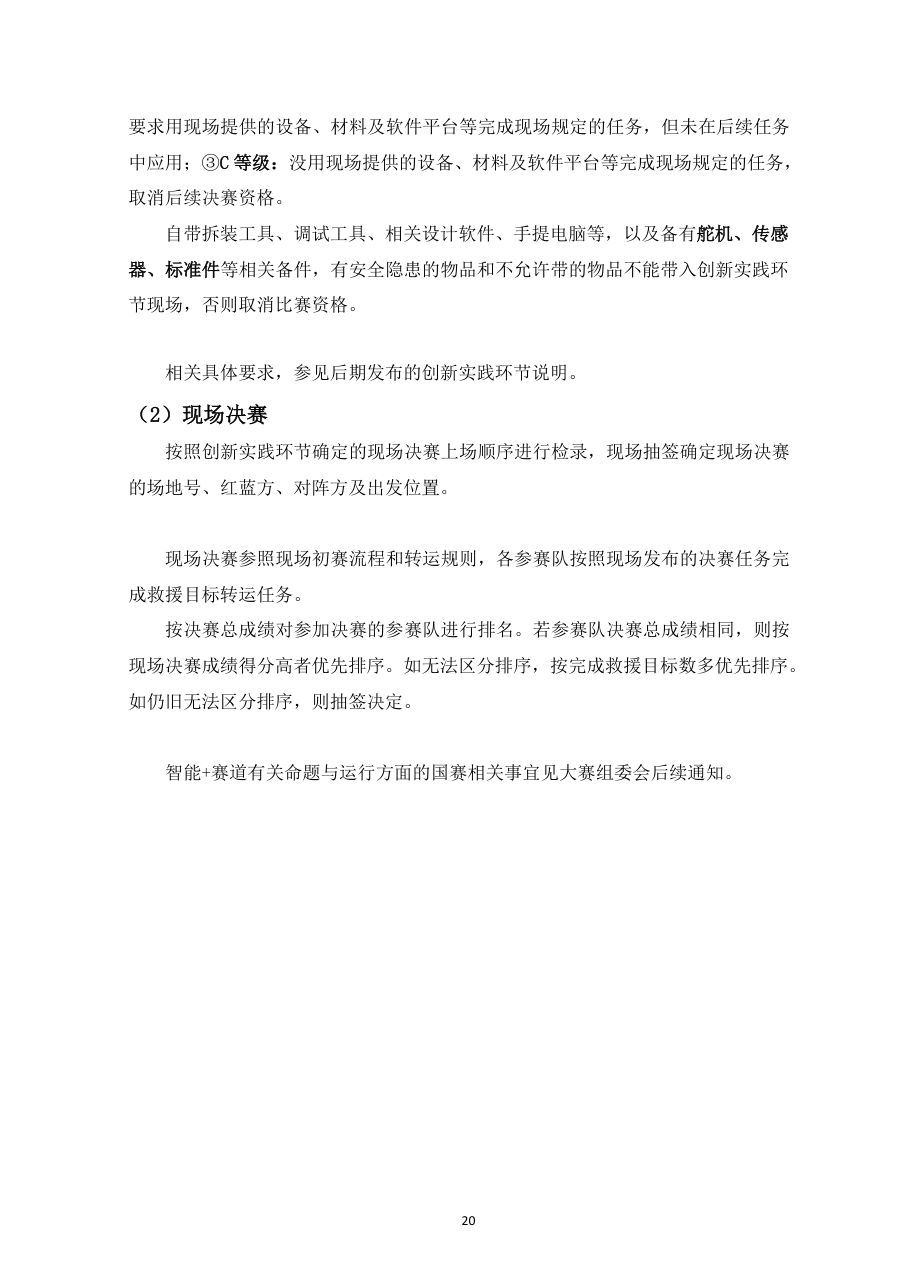 要求用现场提供的设备、材料及软件平台等完成现场规定的任务，但未在后续任务
中应用；③C 等级：没用现场提供的设备、材料及软件平台等完成现场规定的任务，
取消后续决赛资格。
自带拆装工具、调试工具、相关设计软件、手提电脑等，以及备有舵机、传感
器、标准件等相关备件，有安全隐患的物品和不允许带的物品不能带入创新实践环
节现场，否则取消比赛资格。
相关具体要求，参见后期发布的创新实践环节说明。
（2）现场决赛
按照创新实践环节确定的现场决赛上场顺序进行检录，现场抽签确定现场决赛
的场地号、红蓝方、对阵方及出发位置。
现场决赛参照现场初赛流程和转运规则，各参赛队按照现场发布的决赛任务完
成救援目标转运任务。
按决赛总成绩对参加决赛的参赛队进行排名。若参赛队决赛总成绩相同，则按
现场决赛成绩得分高者优先排序。如无法区分排序，按完成救援目标数多优先排序。
如仍旧无法区分排序，则抽签决定。
智能+赛道有关命题与运行方面的国赛相关事宜见大赛组委会后续通知。
20